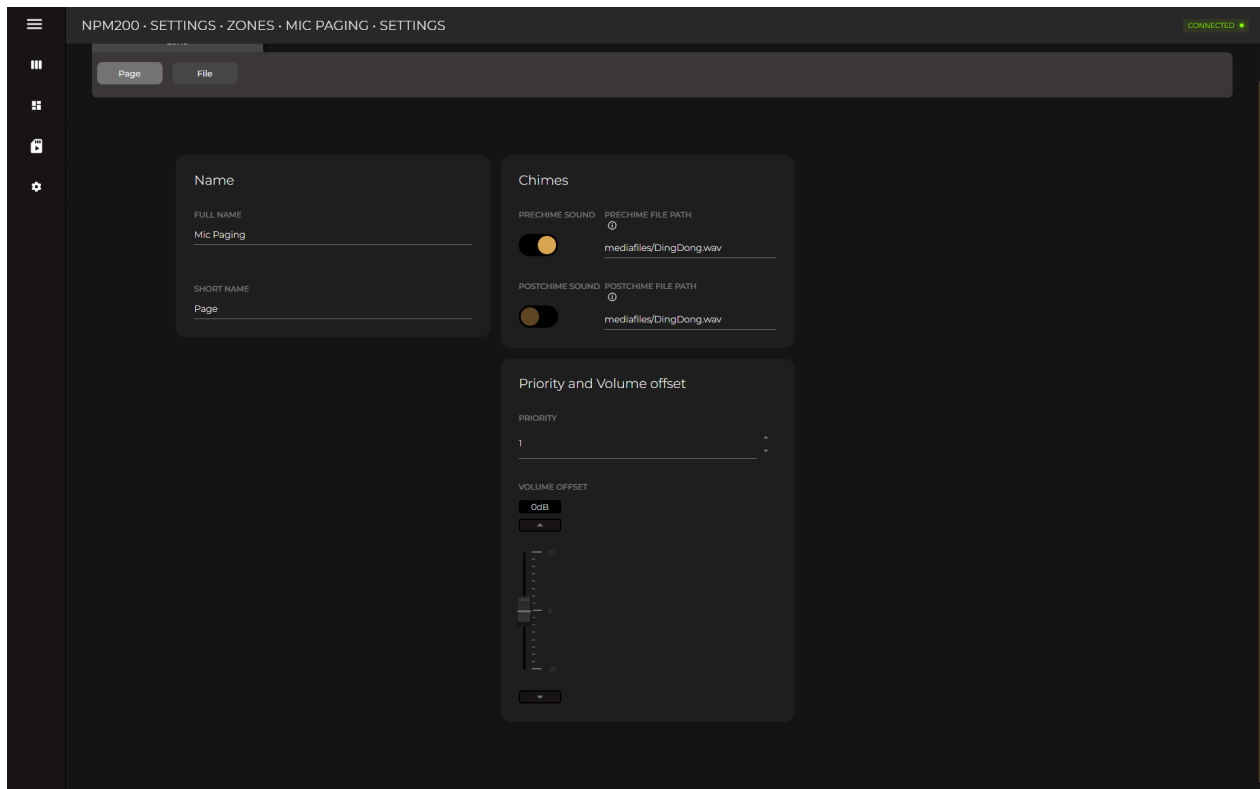 NPM200 · SETTINGS · ZONES · MIC PAGING · SETTINGS
CONNECTED
Page
File
Name
FULL NAME
Mic Paging
SHORT NAME
Page
Chimes
PRECHIME SOUND
PRECHIME FILE PATH
mediafiles/DingDong.wav
POSTCHIME SOUND
POSTCHIME FILE PATH
mediafiles/DingDong.wav
Priority and Volume offset
PRIORITY
1
VOLUME OFFSET
0dB
0